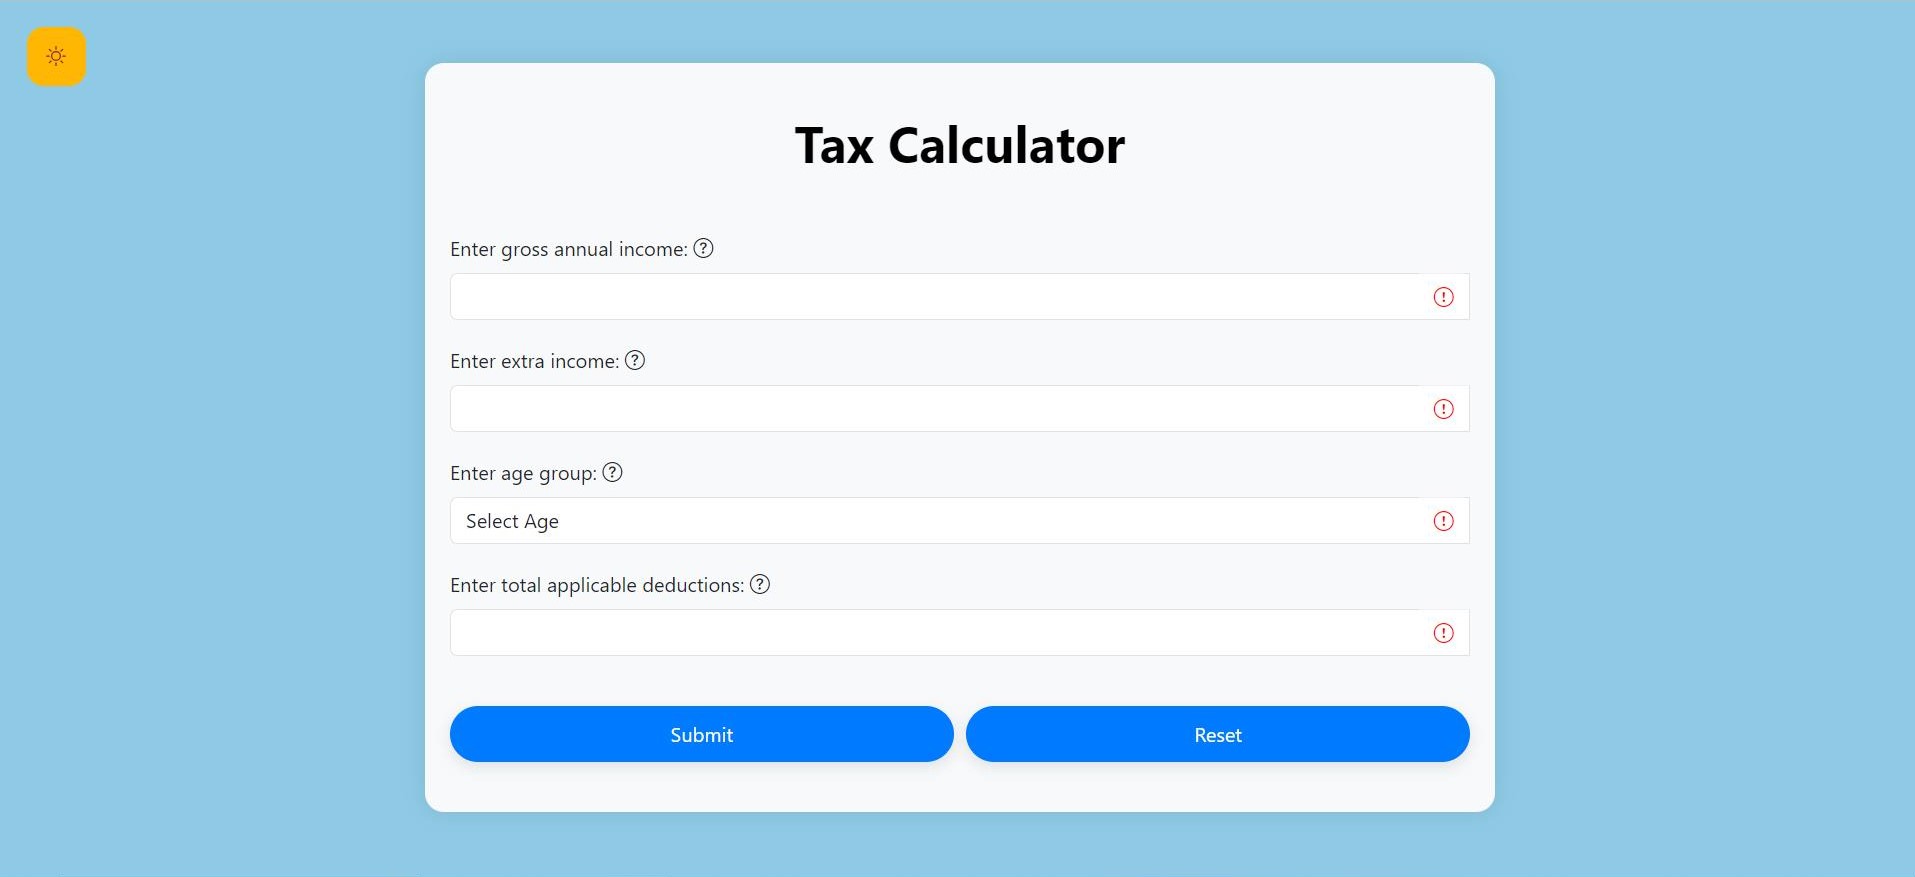 Tax Calculator
Enter gross annual income:
Enter extra income:
Enter age group:
Select Age
Enter total applicable deductions:
Submit
Reset